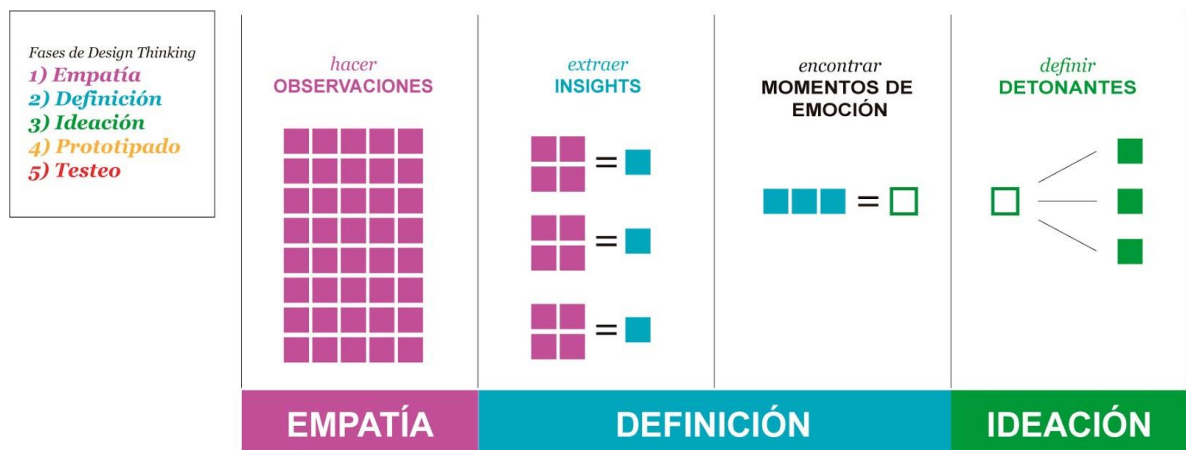 Fases de Design Thinking
1) Empatía
2) Definición
3) Ideación
4) Prototipado
5) Testeo
hacer
OBSERVACIONES
extraer
INSIGHTS
encontrar
MOMENTOS DE
EMOCIÓN
definir
DETONANTES
=
=
=
=
EMPATÍA
DEFINICIÓN
IDEACIÓN